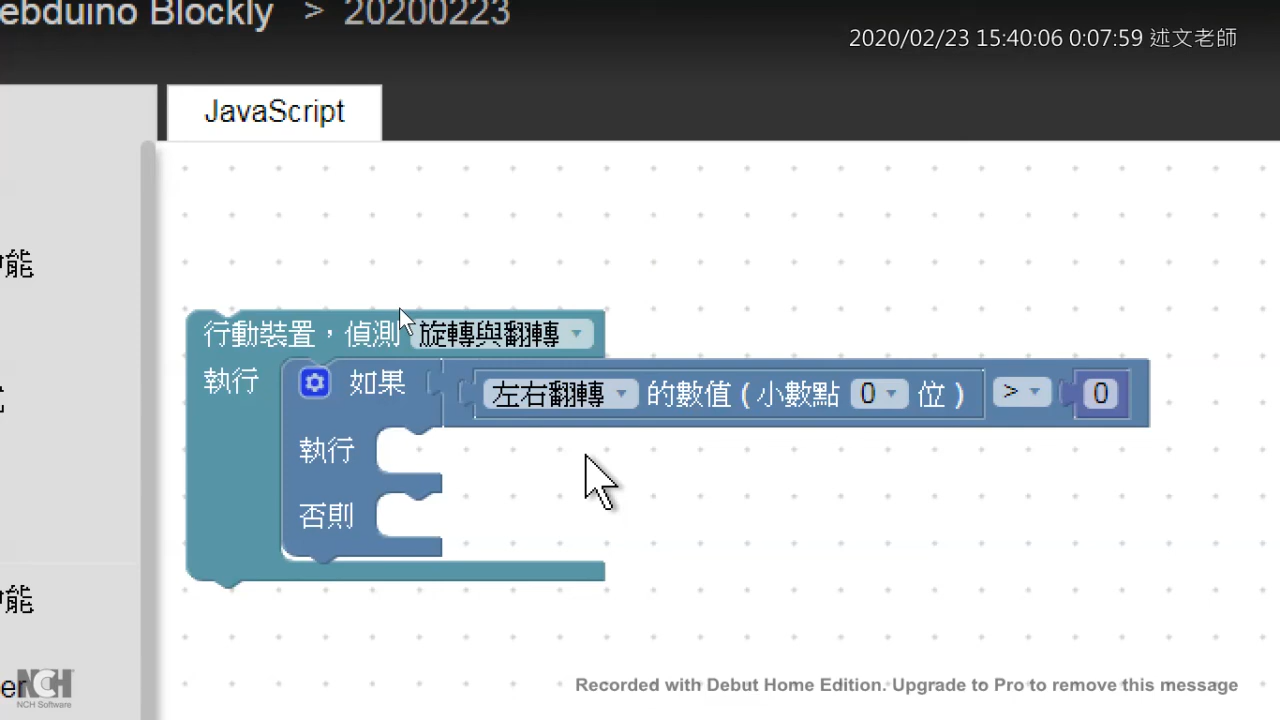 ebduino Blockly > 20200223
2020/02/23 15:40:06 0:07:59 述文老師
JavaScript
能
行動裝置，偵測 旋轉與翻轉
執行 如果 左右翻轉 的數值 ( 小數點 0 位 ) > 0
執行
否則
能
er
NCH
NCH Software
Recorded with Debut Home Edition. Upgrade to Pro to remove this message